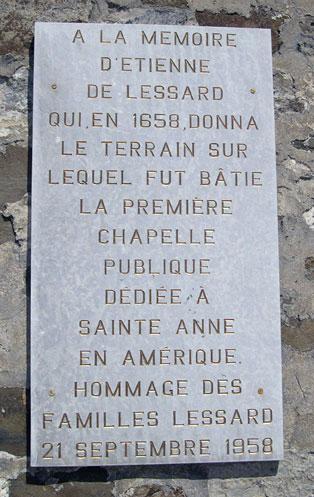 A LA MEMOIRE
D'ETIENNE
DE LESSARD
QUI, EN 1658, DONNA
LE TERRAIN SUR
LEQUEL FUT BÂTIE
LA PREMIÈRE
CHAPELLE
PUBLIQUE
DÉDIÉE À
SAINTE ANNE
EN AMÉRIQUE.
HOMMAGE DÈS
FAMILLES LESSARD
21 SEPTEMBRE 1958